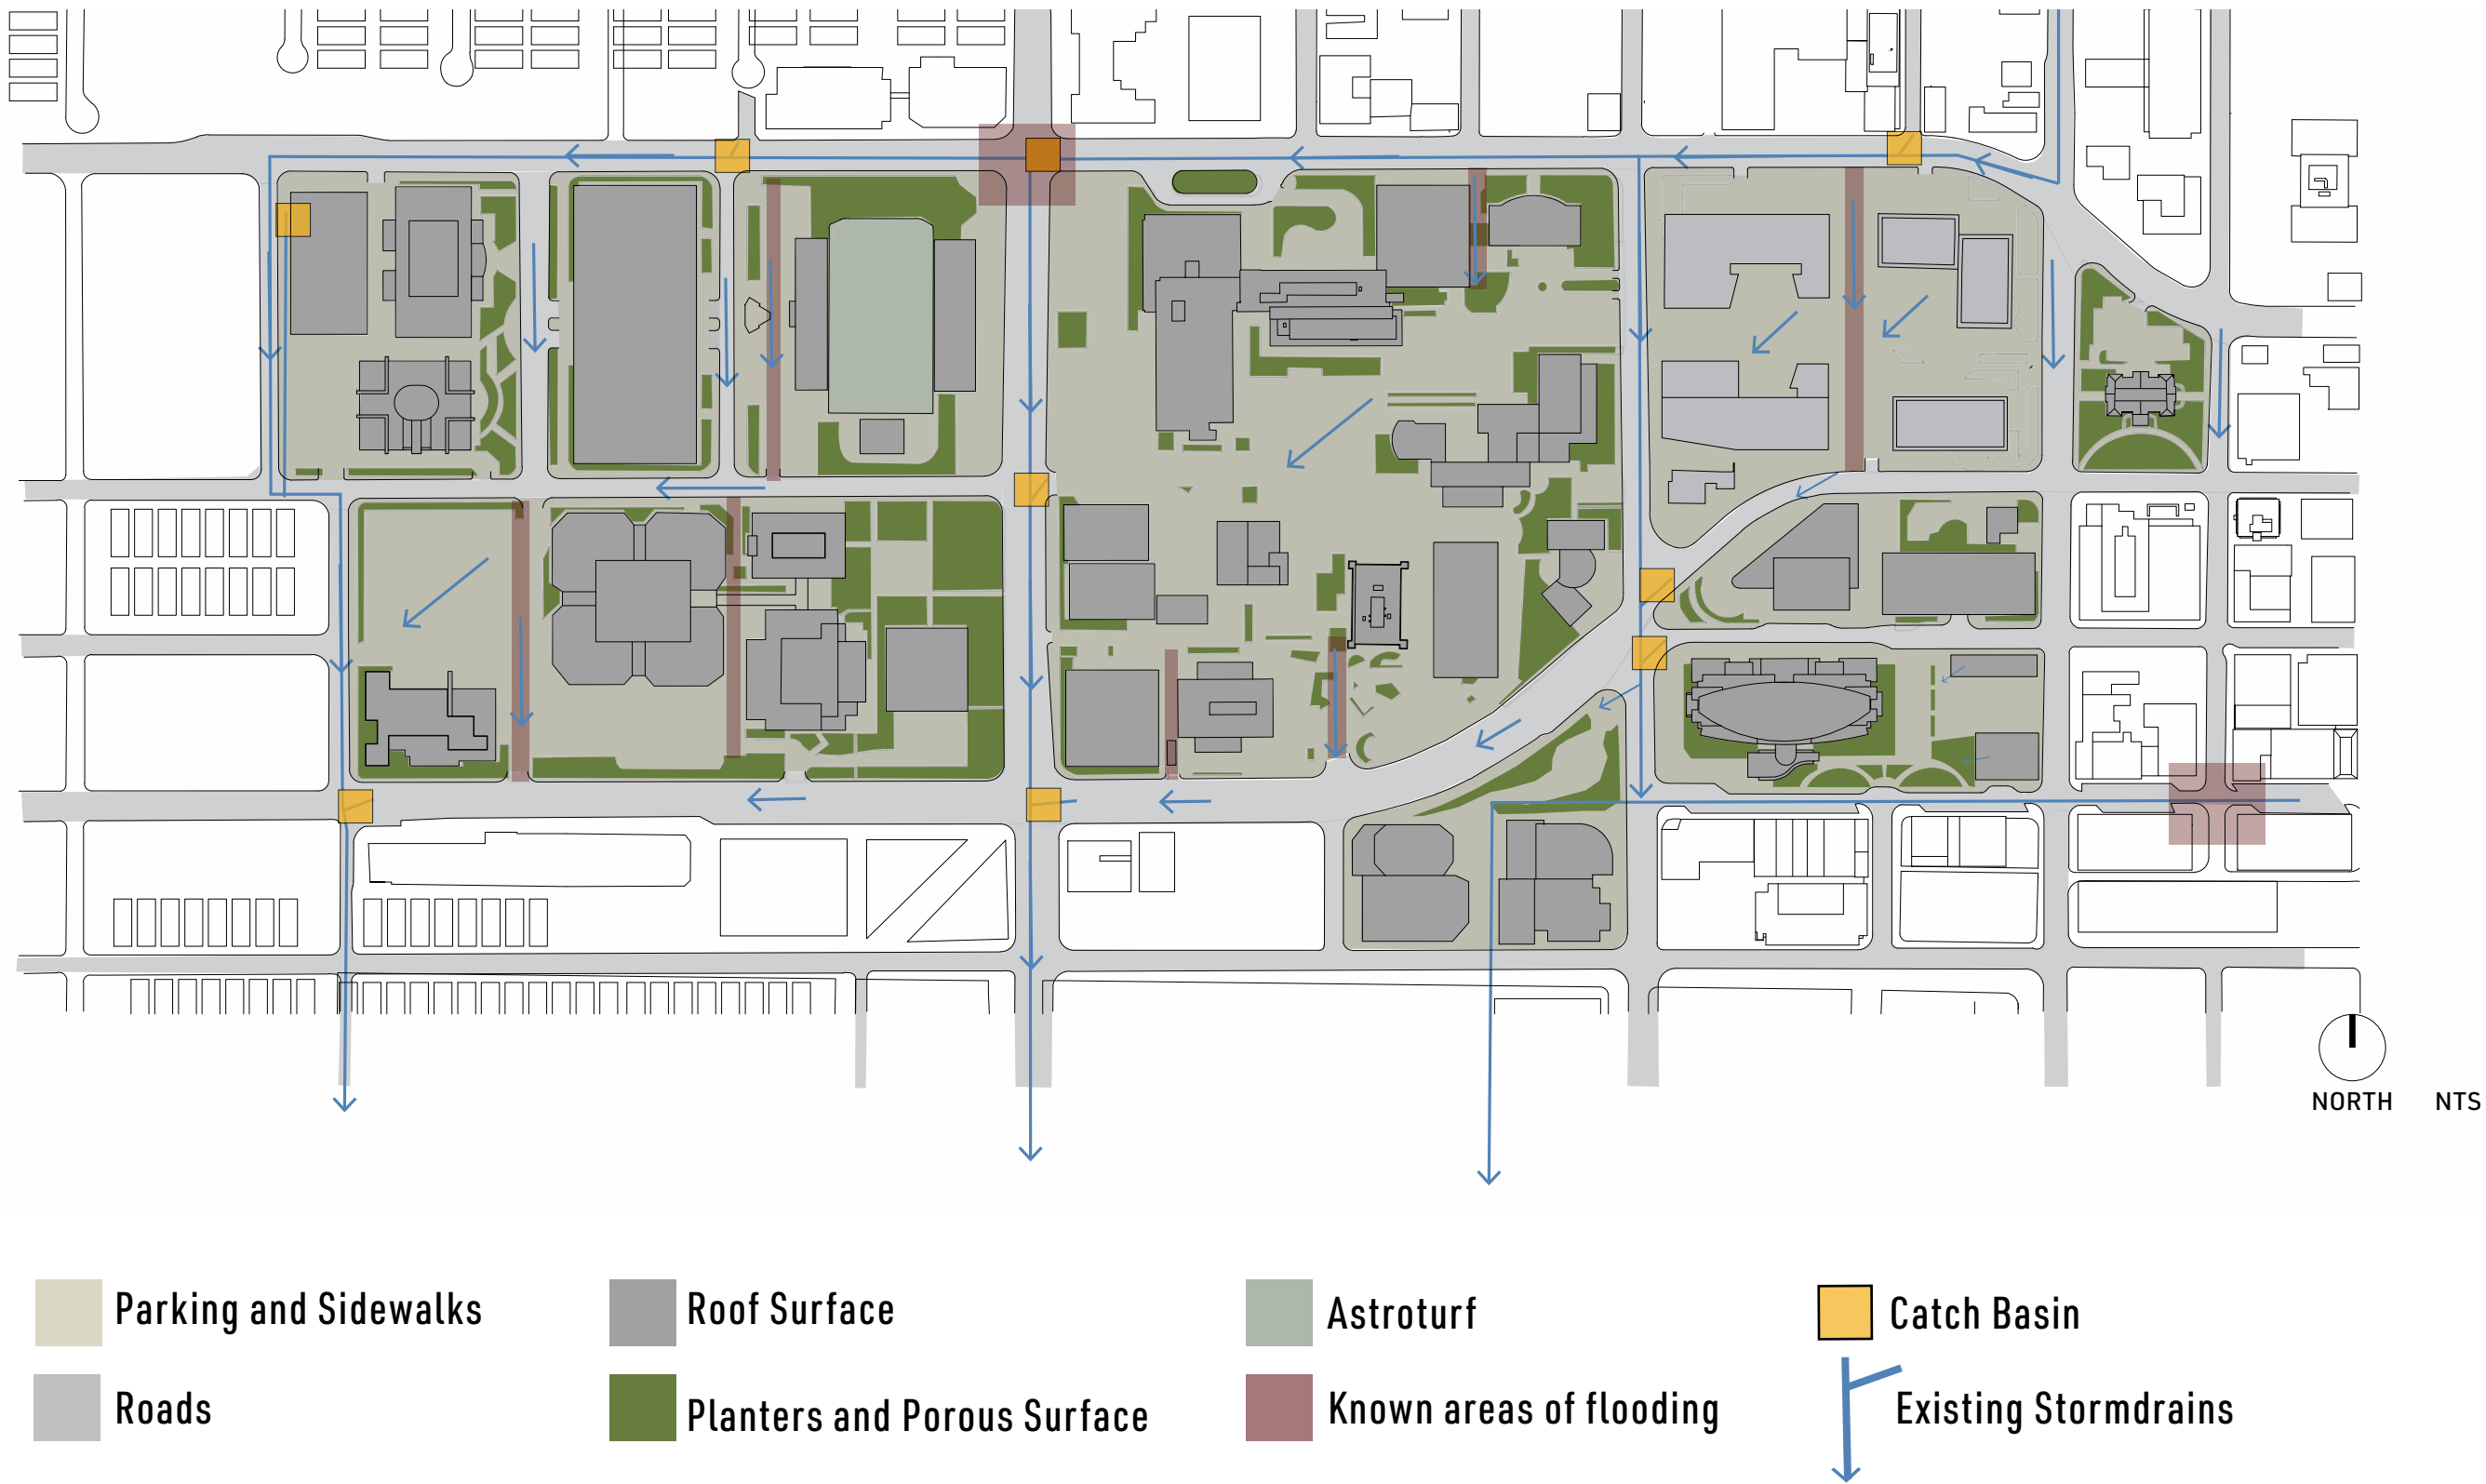 NORTH NTS
Parking and Sidewalks
Roof Surface
Astroturf
Catch Basin
Roads
Planters and Porous Surface
Known areas of flooding
Existing Stormdrains